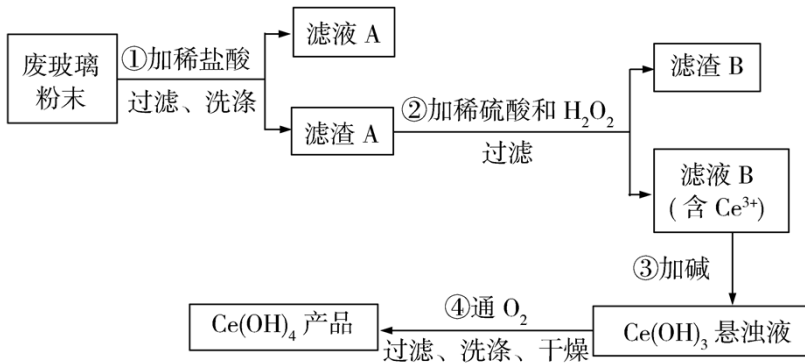 废玻璃
粉末
①加稀盐酸
过滤、洗涤
滤液 A
滤渣 A
②加稀硫酸和 H₂O₂
过滤
滤渣 B
滤液 B
(含 Ce³⁺)
③加碱
Ce(OH)₃ 悬浊液
④通 O₂
过滤、洗涤、干燥
Ce(OH)₄ 产品